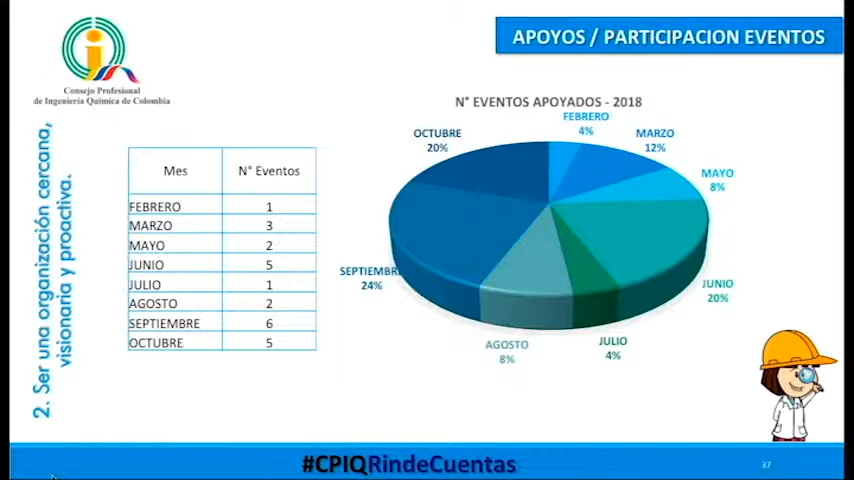 APOYOS / PARTICIPACION EVENTOS
Consejo Profesional
de Ingeniería Química de Colombia
2. Ser una organización cercana,
visionaria y proactiva.
Mes N° Eventos
FEBRERO 1
MARZO 3
MAYO 2
JUNIO 5
JULIO 1
AGOSTO 2
SEPTIEMBRE 6
OCTUBRE 5
N° EVENTOS APOYADOS - 2018
FEBRERO
4%
MARZO
12%
MAYO
8%
JUNIO
20%
JULIO
4%
AGOSTO
8%
SEPTIEMBRE
24%
OCTUBRE
20%
#CPIQRindeCuentas
37